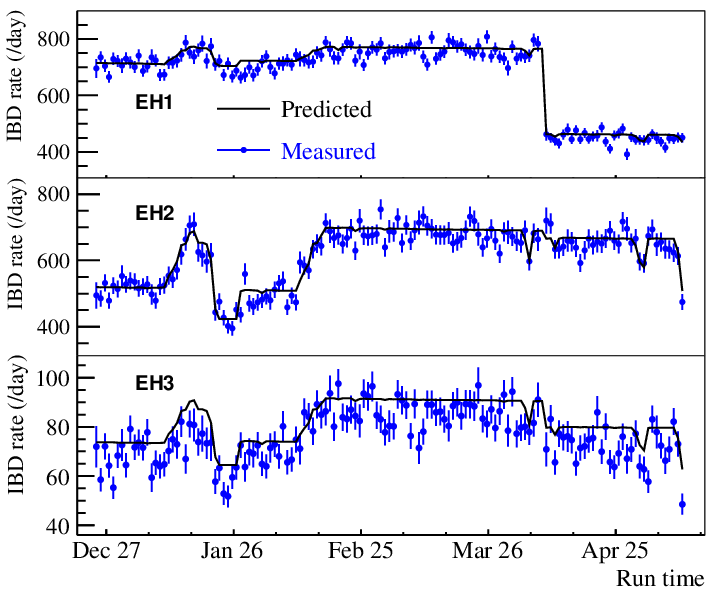 IBD rate (/day)
800
600
400
EH1
Predicted
Measured
IBD rate (/day)
800
600
400
EH2
IBD rate (/day)
100
80
60
40
EH3
Dec 27 Jan 26 Feb 25 Mar 26 Apr 25
Run time